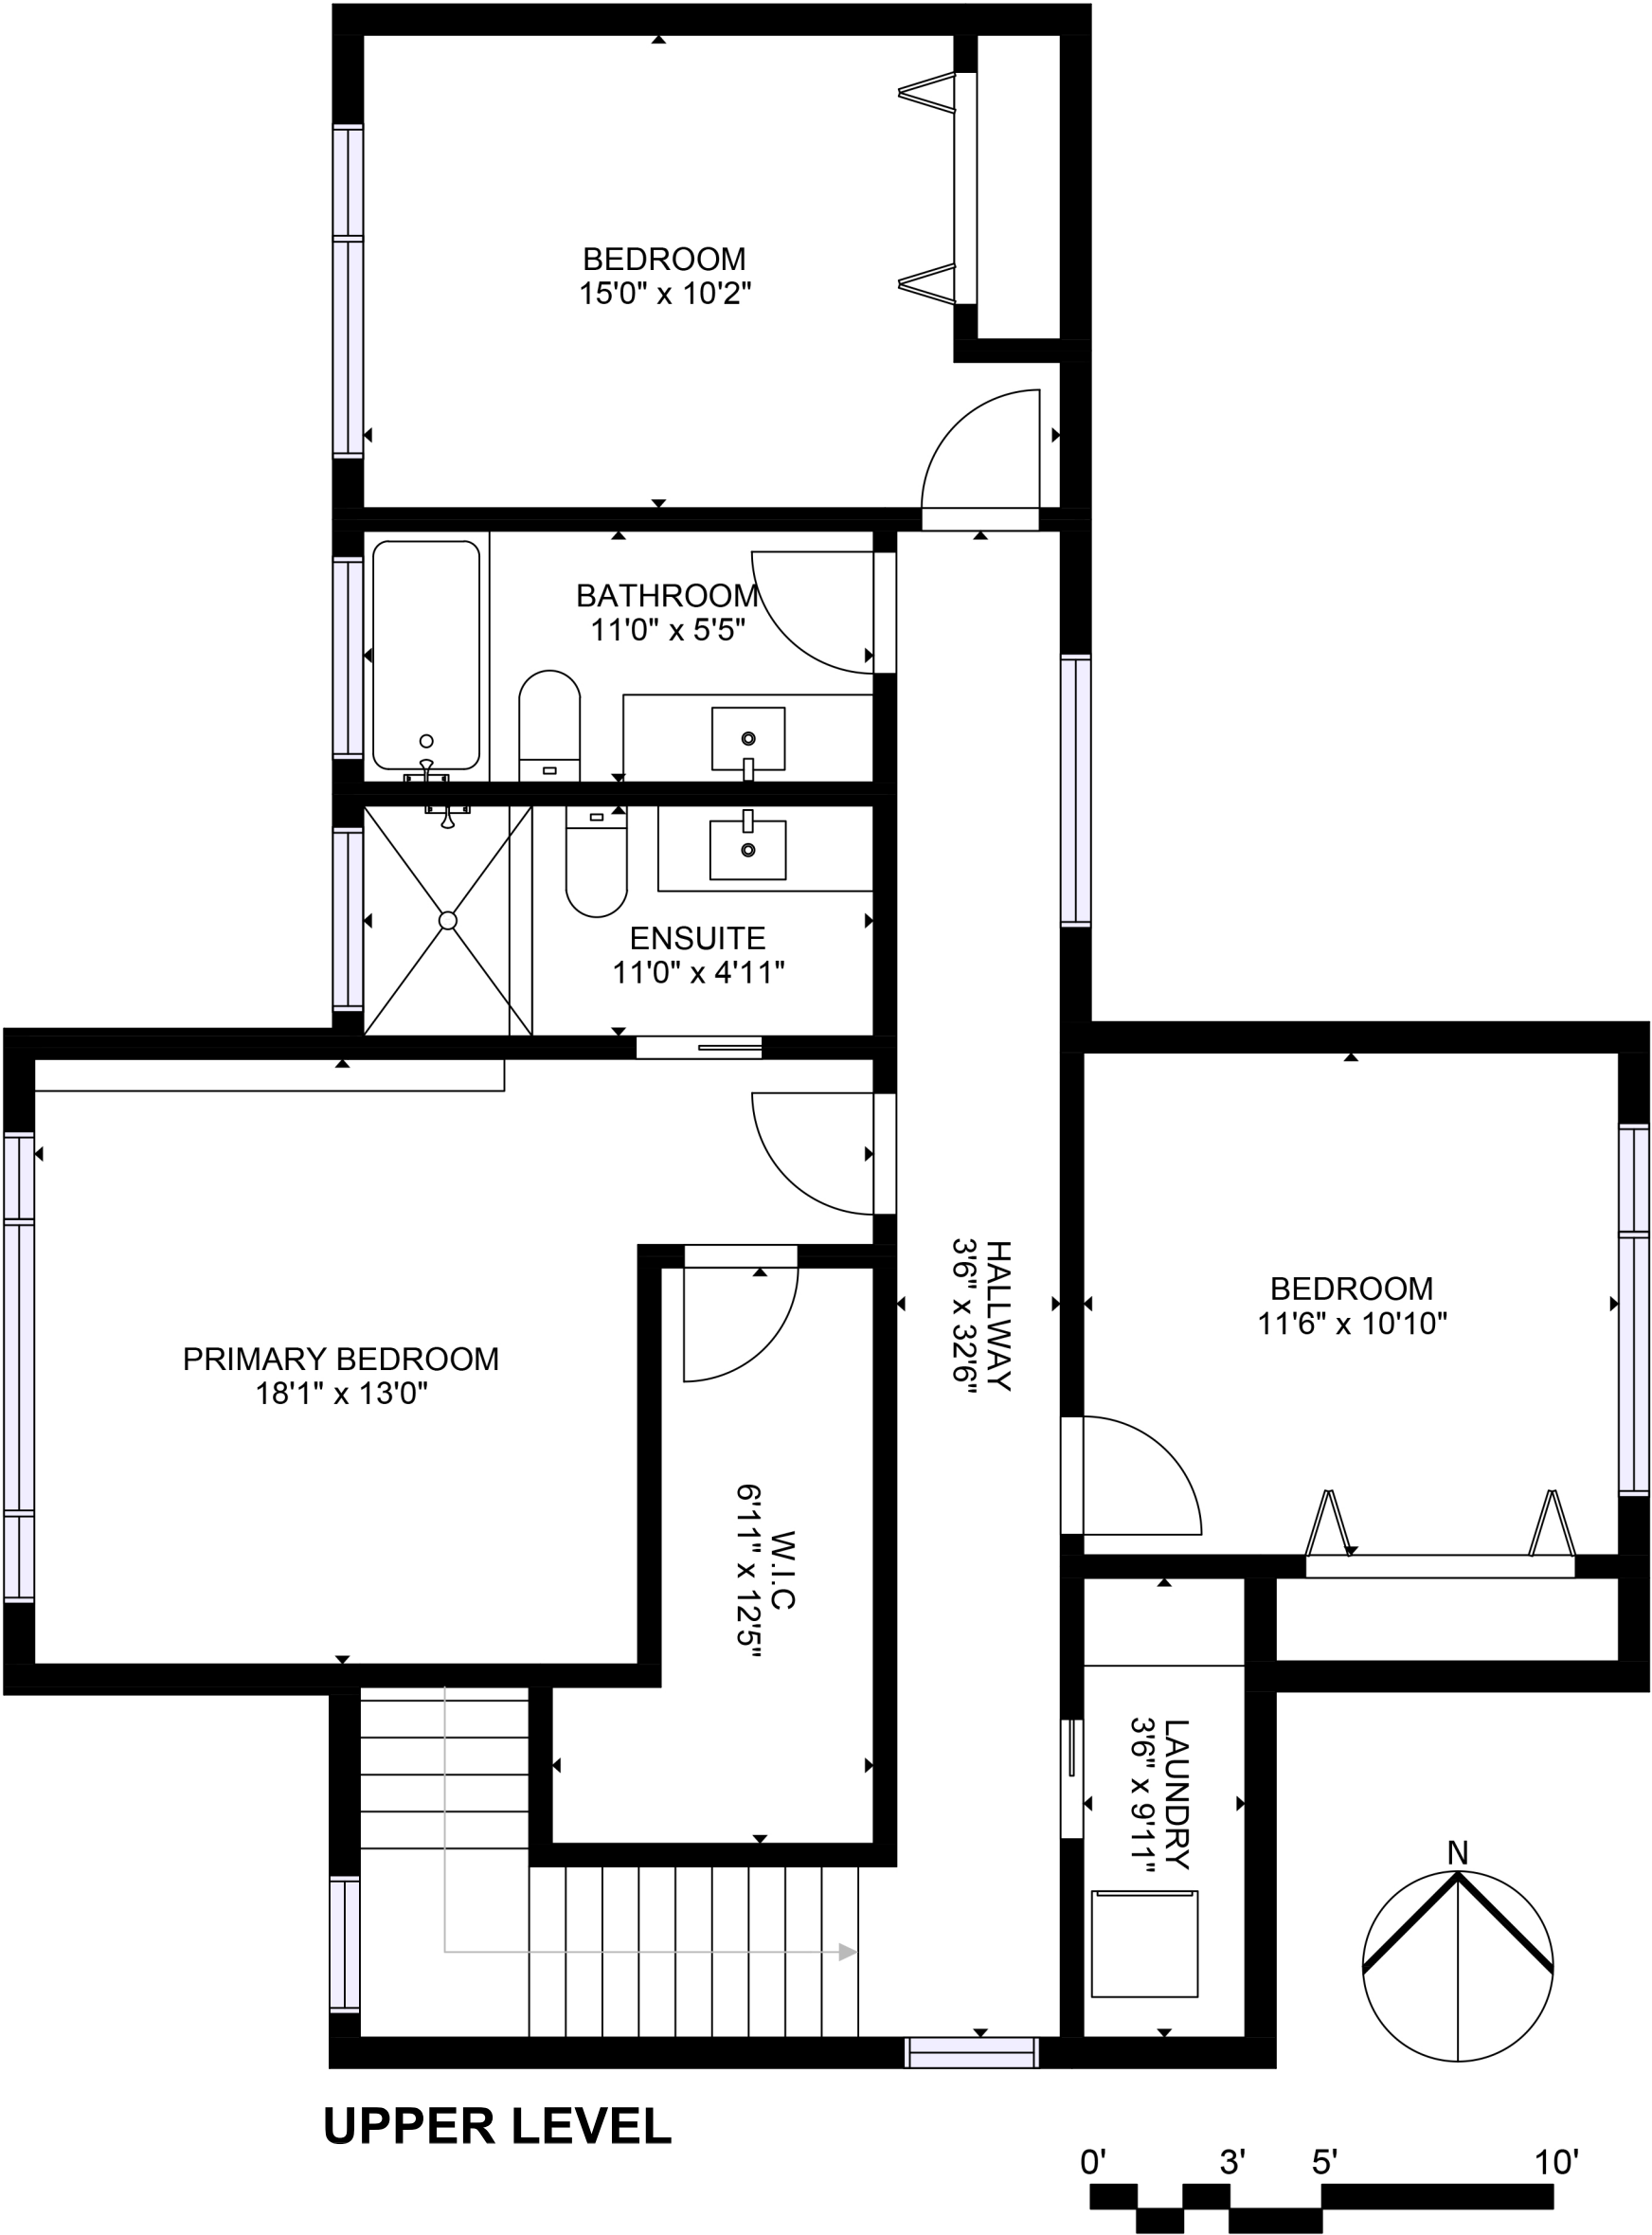 BEDROOM
15'0" x 10'2"
BATHROOM
11'0" x 5'5"
ENSUITE
11'0" x 4'11"
HALLWAY
3'6" x 32'6"
BEDROOM
11'6" x 10'10"
PRIMARY BEDROOM
18'1" x 13'0"
W.I.C
6'11" x 12'5"
LAUNDRY
3'6" x 9'11"
N
UPPER LEVEL
0' 3' 5' 10'